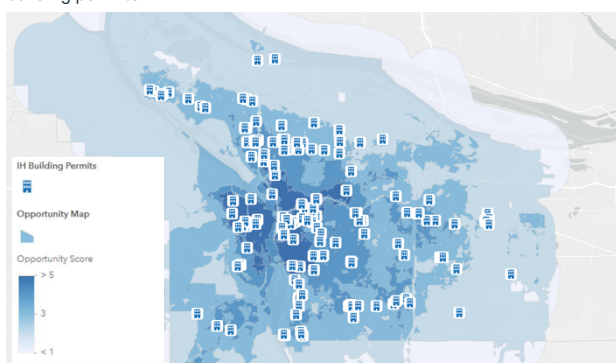 IH Building Permits
Opportunity Map
Opportunity Score
> 5
3
< 1